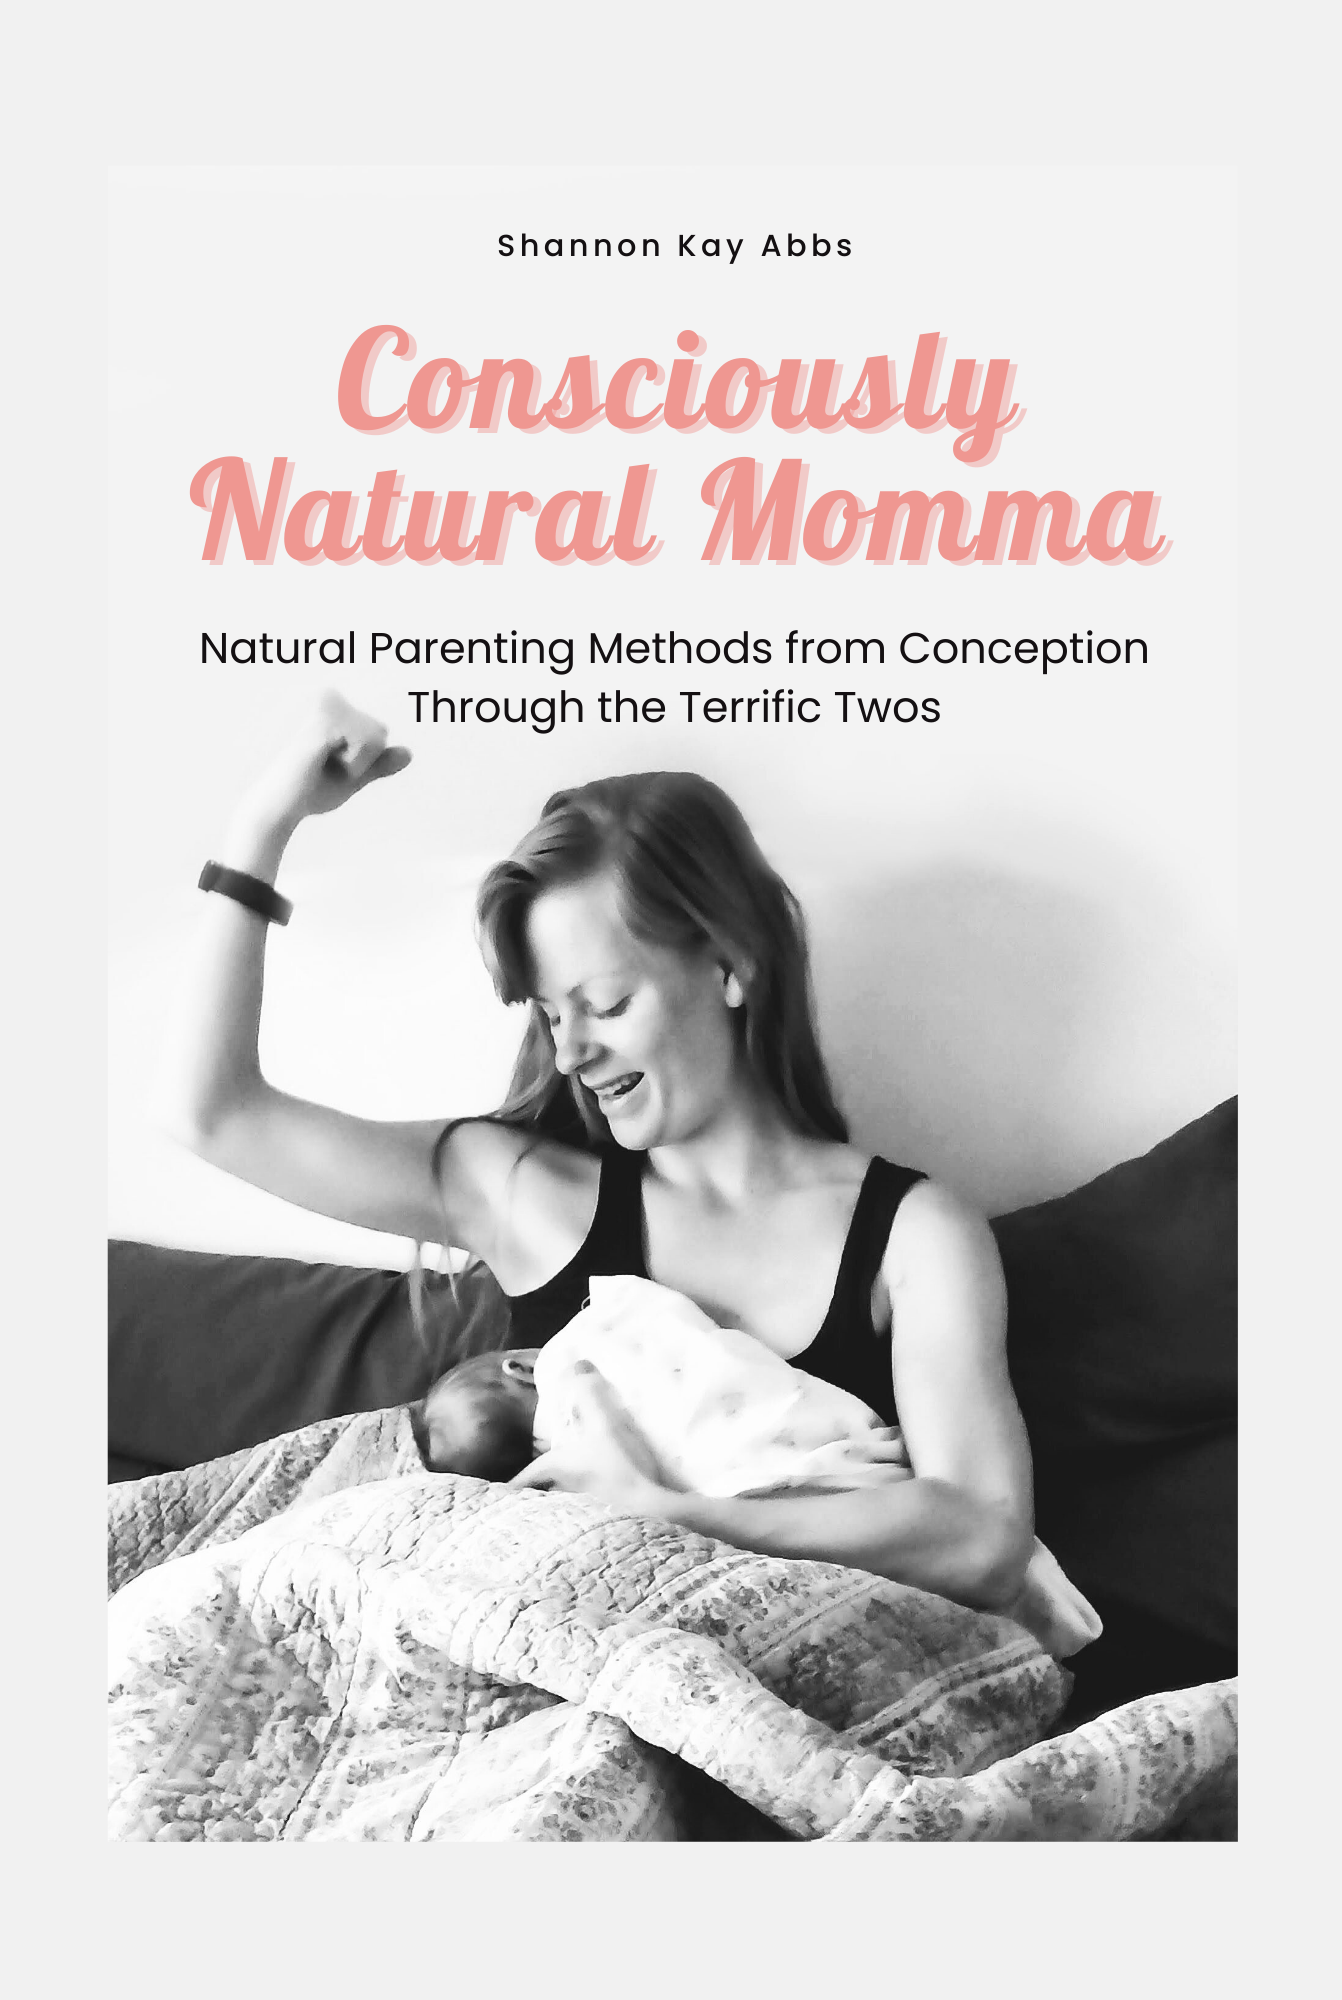 Shannon Kay Abbs
Consciously
Natural Momma
Natural Parenting Methods from Conception
Through the Terrific Twos